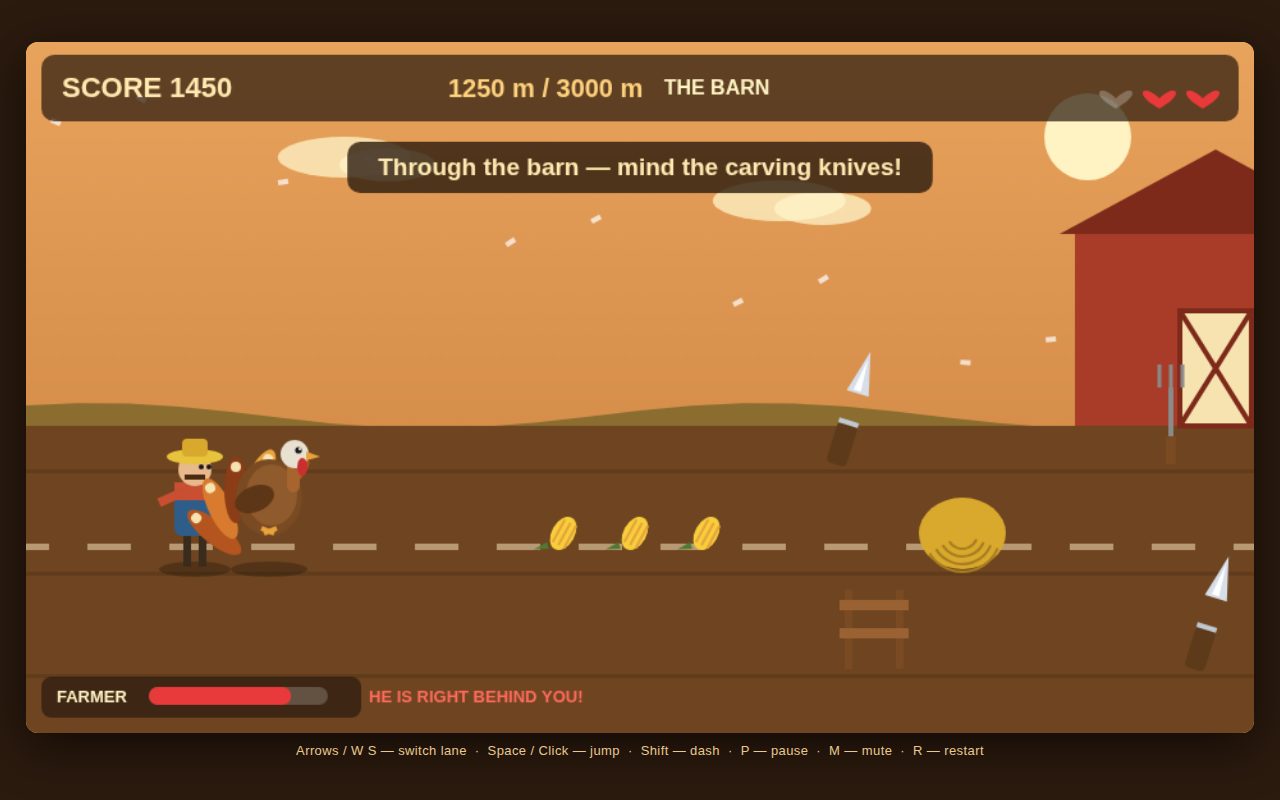 SCORE 1450
1250 m / 3000 m THE BARN
Through the barn — mind the carving knives!
FARMER
HE IS RIGHT BEHIND YOU!
Arrows / W S — switch lane · Space / Click — jump · Shift — dash · P — pause · M — mute · R — restart